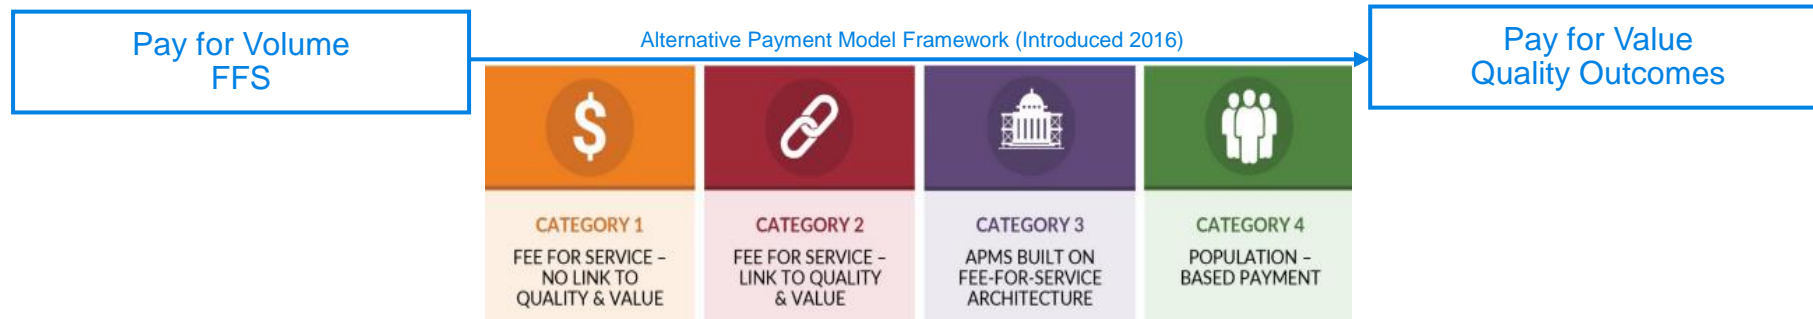 Pay for Volume
FFS
Alternative Payment Model Framework (Introduced 2016)
Pay for Value
Quality Outcomes
$
CATEGORY 1
FEE FOR SERVICE –
NO LINK TO
QUALITY & VALUE
CATEGORY 2
FEE FOR SERVICE –
LINK TO QUALITY
& VALUE
CATEGORY 3
APMS BUILT ON
FEE-FOR-SERVICE
ARCHITECTURE
CATEGORY 4
POPULATION –
BASED PAYMENT